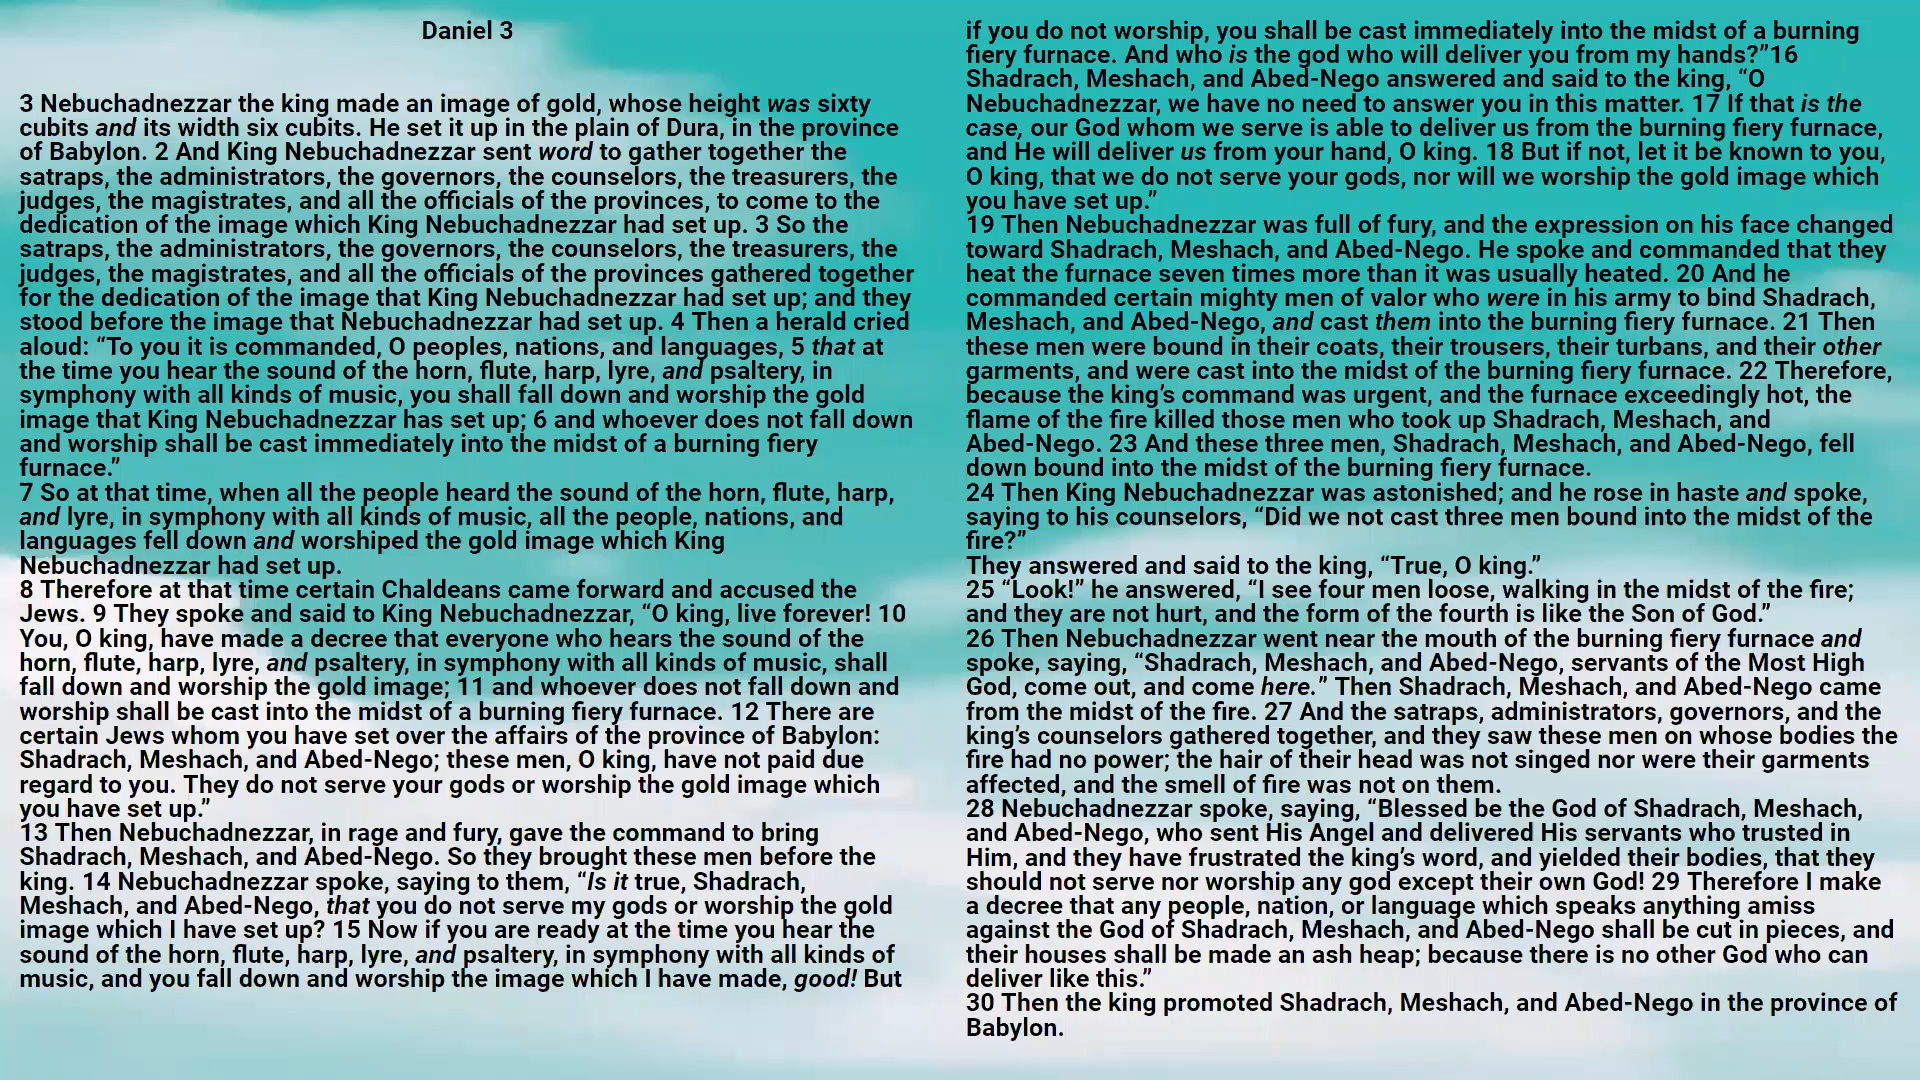 Daniel 3
3 Nebuchadnezzar the king made an image of gold, whose height was sixty
cubits and its width six cubits. He set it up in the plain of Dura, in the province
of Babylon. 2 And King Nebuchadnezzar sent word to gather together the
satraps, the administrators, the governors, the counselors, the treasurers, the
judges, the magistrates, and all the officials of the provinces, to come to the
dedication of the image which King Nebuchadnezzar had set up. 3 So the
satraps, the administrators, the governors, the counselors, the treasurers, the
judges, the magistrates, and all the officials of the provinces gathered together
for the dedication of the image that King Nebuchadnezzar had set up; and they
stood before the image that Nebuchadnezzar had set up. 4 Then a herald cried
aloud: “To you it is commanded, O peoples, nations, and languages, 5 that at
the time you hear the sound of the horn, flute, harp, lyre, and psaltery, in
symphony with all kinds of music, you shall fall down and worship the gold
image that King Nebuchadnezzar has set up; 6 and whoever does not fall down
and worship shall be cast immediately into the midst of a burning fiery
furnace.”
7 So at that time, when all the people heard the sound of the horn, flute, harp,
and lyre, in symphony with all kinds of music, all the people, nations, and
languages fell down and worshiped the gold image which King
Nebuchadnezzar had set up.
8 Therefore at that time certain Chaldeans came forward and accused the
Jews. 9 They spoke and said to King Nebuchadnezzar, “O king, live forever! 10
You, O king, have made a decree that everyone who hears the sound of the
horn, flute, harp, lyre, and psaltery, in symphony with all kinds of music, shall
fall down and worship the gold image; 11 and whoever does not fall down and
worship shall be cast into the midst of a burning fiery furnace. 12 There are
certain Jews whom you have set over the affairs of the province of Babylon:
Shadrach, Meshach, and Abed-Nego; these men, O king, have not paid due
regard to you. They do not serve your gods or worship the gold image which
you have set up.”
13 Then Nebuchadnezzar, in rage and fury, gave the command to bring
Shadrach, Meshach, and Abed-Nego. So they brought these men before the
king. 14 Nebuchadnezzar spoke, saying to them, “Is it true, Shadrach,
Meshach, and Abed-Nego, that you do not serve my gods or worship the gold
image which I have set up? 15 Now if you are ready at the time you hear the
sound of the horn, flute, harp, lyre, and psaltery, in symphony with all kinds of
music, and you fall down and worship the image which I have made, good! But
if you do not worship, you shall be cast immediately into the midst of a burning
fiery furnace. And who is the god who will deliver you from my hands?”16
Shadrach, Meshach, and Abed-Nego answered and said to the king, “O
Nebuchadnezzar, we have no need to answer you in this matter. 17 If that is the
case, our God whom we serve is able to deliver us from the burning fiery furnace,
and He will deliver us from your hand, O king. 18 But if not, let it be known to you,
O king, that we do not serve your gods, nor will we worship the gold image which
you have set up.”
19 Then Nebuchadnezzar was full of fury, and the expression on his face changed
toward Shadrach, Meshach, and Abed-Nego. He spoke and commanded that they
heat the furnace seven times more than it was usually heated. 20 And he
commanded certain mighty men of valor who were in his army to bind Shadrach,
Meshach, and Abed-Nego, and cast them into the burning fiery furnace. 21 Then
these men were bound in their coats, their trousers, their turbans, and their other
garments, and were cast into the midst of the burning fiery furnace. 22 Therefore,
because the king’s command was urgent, and the furnace exceedingly hot, the
flame of the fire killed those men who took up Shadrach, Meshach, and
Abed-Nego. 23 And these three men, Shadrach, Meshach, and Abed-Nego, fell
down bound into the midst of the burning fiery furnace.
24 Then King Nebuchadnezzar was astonished; and he rose in haste and spoke,
saying to his counselors, “Did we not cast three men bound into the midst of the
fire?”
They answered and said to the king, “True, O king.”
25 “Look!” he answered, “I see four men loose, walking in the midst of the fire;
and they are not hurt, and the form of the fourth is like the Son of God.”
26 Then Nebuchadnezzar went near the mouth of the burning fiery furnace and
spoke, saying, “Shadrach, Meshach, and Abed-Nego, servants of the Most High
God, come out, and come here.” Then Shadrach, Meshach, and Abed-Nego came
from the midst of the fire. 27 And the satraps, administrators, governors, and the
king’s counselors gathered together, and they saw these men on whose bodies the
fire had no power; the hair of their head was not singed nor were their garments
affected, and the smell of fire was not on them.
28 Nebuchadnezzar spoke, saying, “Blessed be the God of Shadrach, Meshach,
and Abed-Nego, who sent His Angel and delivered His servants who trusted in
Him, and they have frustrated the king’s word, and yielded their bodies, that they
should not serve nor worship any god except their own God! 29 Therefore I make
a decree that any people, nation, or language which speaks anything amiss
against the God of Shadrach, Meshach, and Abed-Nego shall be cut in pieces, and
their houses shall be made an ash heap; because there is no other God who can
deliver like this.”
30 Then the king promoted Shadrach, Meshach, and Abed-Nego in the province of
Babylon.